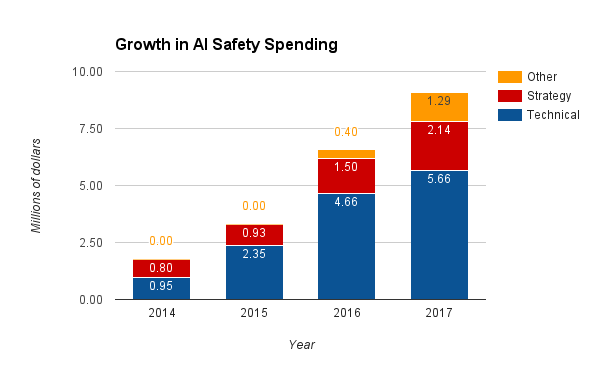 Growth in AI Safety Spending
Millions of dollars
10.00
7.50
5.00
2.50
0.00
0.00
0.80
0.95
0.00
0.93
2.35
0.40
1.50
4.66
1.29
2.14
5.66
2014 2015 2016 2017
Year
Other
Strategy
Technical